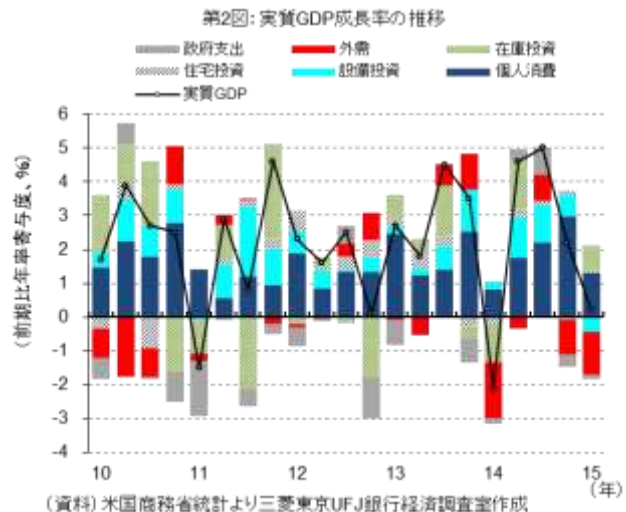 第2図:実質GDP成長率の推移
政府支出 外需 在庫投資
住宅投資 設備投資 個人消費
実質GDP
(前期比年率寄与度、%)
6
5
4
3
2
1
0
-1
-2
-3
-4
10 11 12 13 14 15
(年)
(資料)米国商務省統計より三菱東京UFJ銀行経済調査室作成